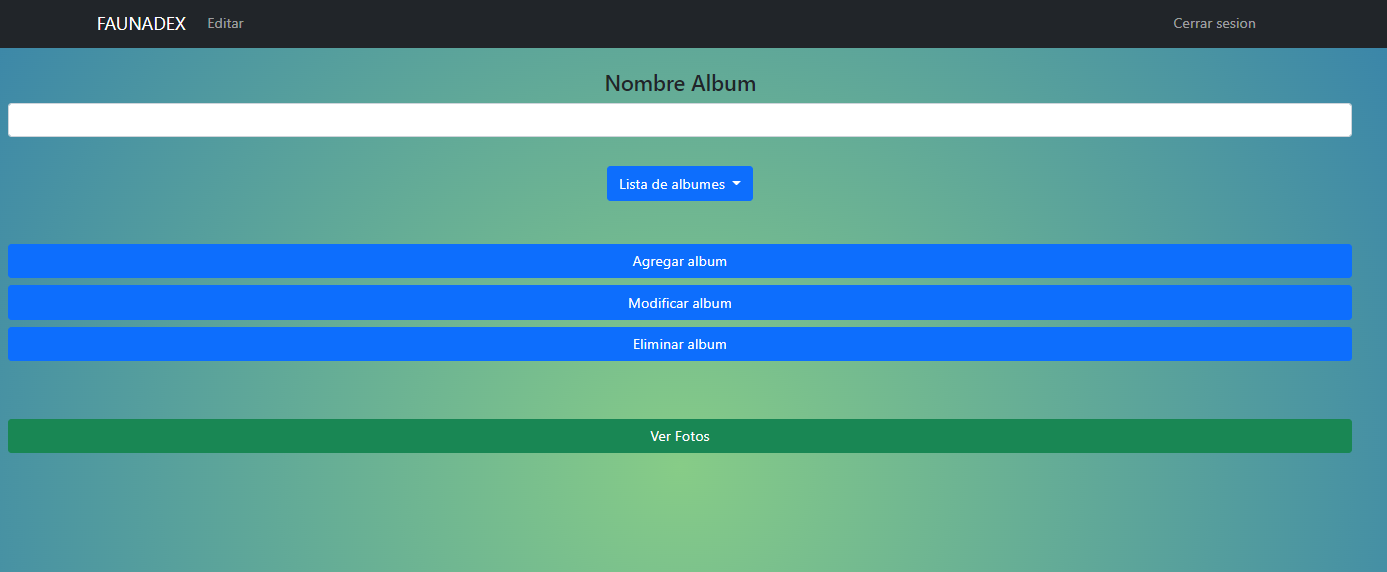 FAUNADEX Editar Cerrar sesion
Nombre Album
Lista de albumes
Agregar album
Modificar album
Eliminar album
Ver Fotos